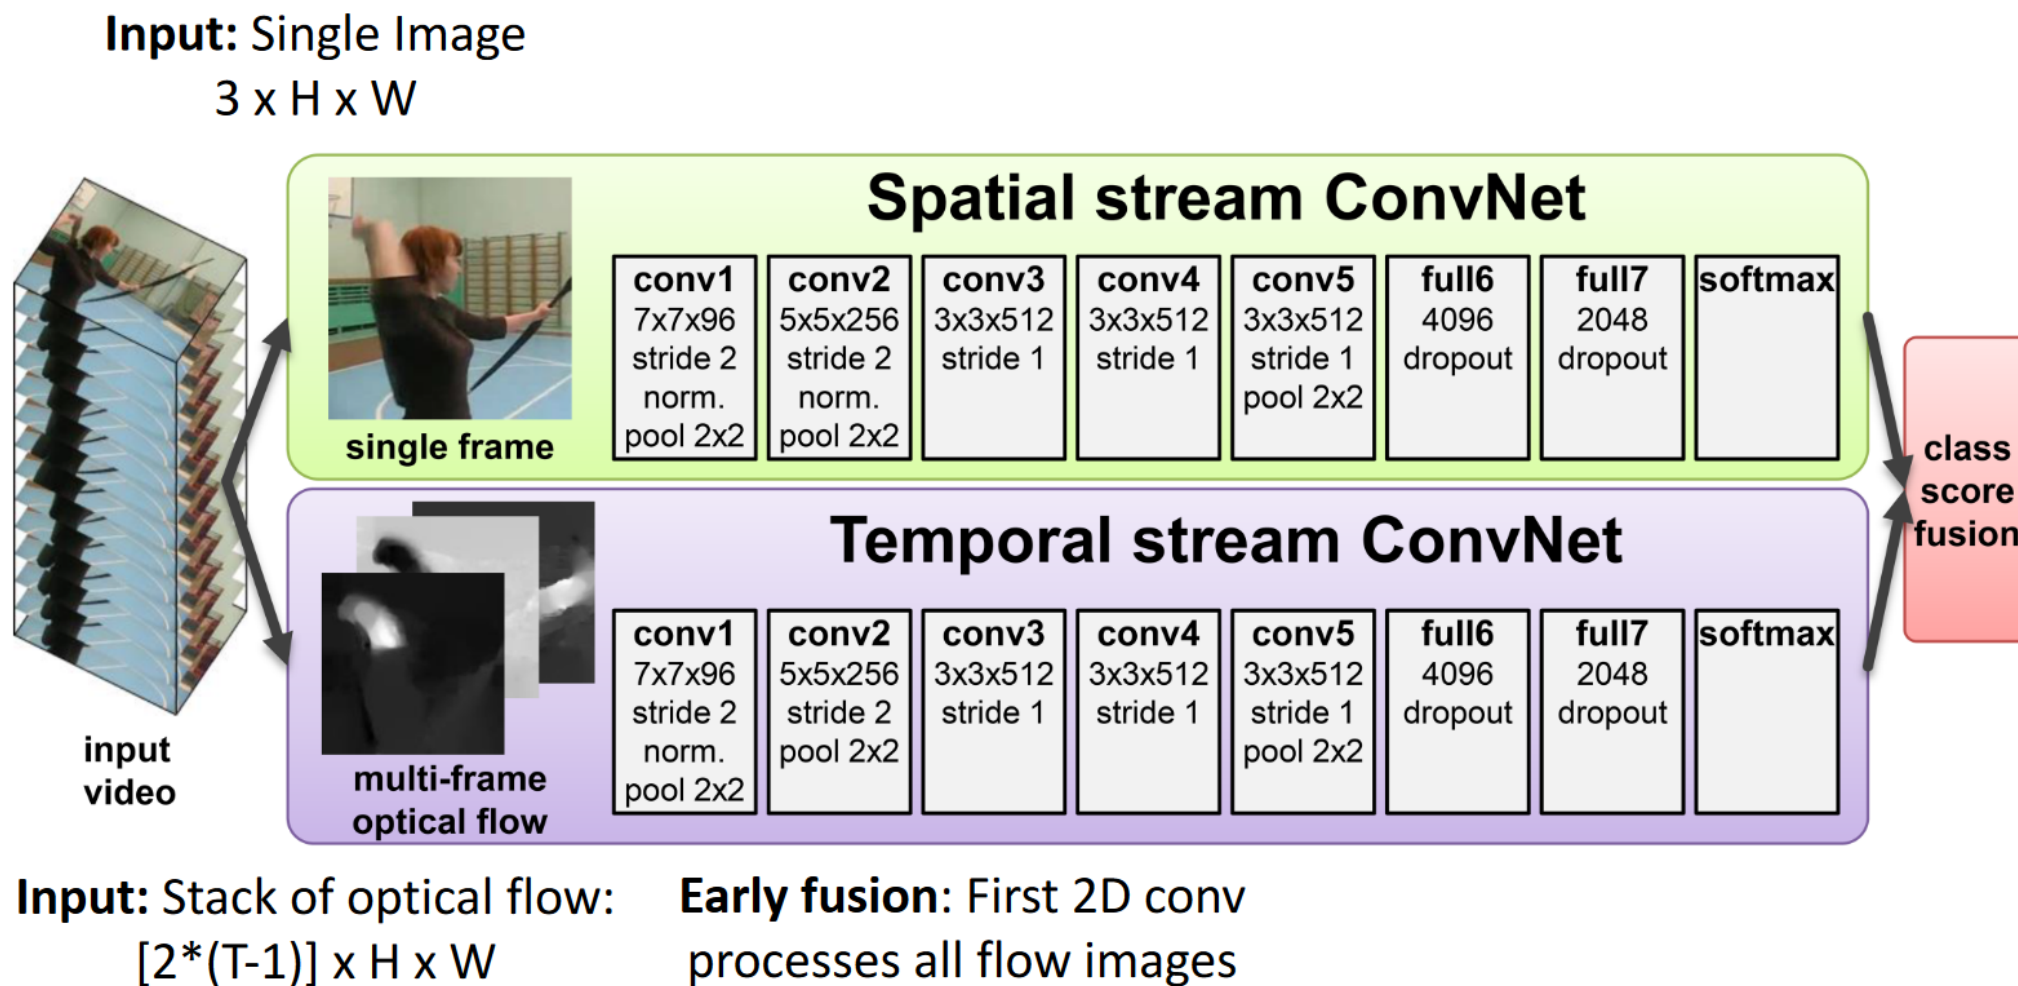 Input: Single Image
3 x H x W
Spatial stream ConvNet
single frame
conv1
7x7x96
stride 2
norm.
pool 2x2
conv2
5x5x256
stride 2
norm.
pool 2x2
conv3
3x3x512
stride 1
conv4
3x3x512
stride 1
conv5
3x3x512
stride 1
pool 2x2
full6
4096
dropout
full7
2048
dropout
softmax
input
video
Temporal stream ConvNet
multi-frame
optical flow
conv1
7x7x96
stride 2
norm.
pool 2x2
conv2
5x5x256
stride 2
pool 2x2
conv3
3x3x512
stride 1
conv4
3x3x512
stride 1
conv5
3x3x512
stride 1
pool 2x2
full6
4096
dropout
full7
2048
dropout
softmax
class
score
fusion
Input: Stack of optical flow:
[2*(T-1)] x H x W
Early fusion: First 2D conv
processes all flow images